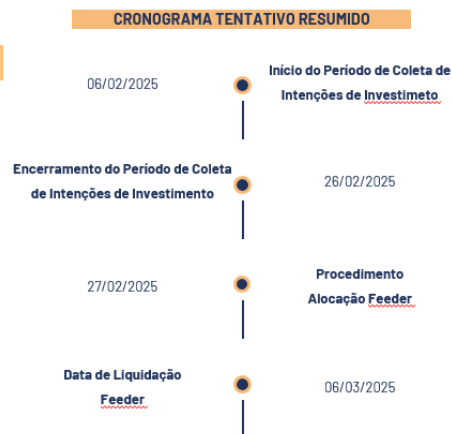 CRONOGRAMA TENTATIVO RESUMIDO
06/02/2025
Início do Período de Coleta de
Intenções de Investimeto
Encerramento do Período de Coleta
de Intenções de Investimento
26/02/2025
27/02/2025
Procedimento
Alocação Feeder
Data de Liquidação
Feeder
06/03/2025